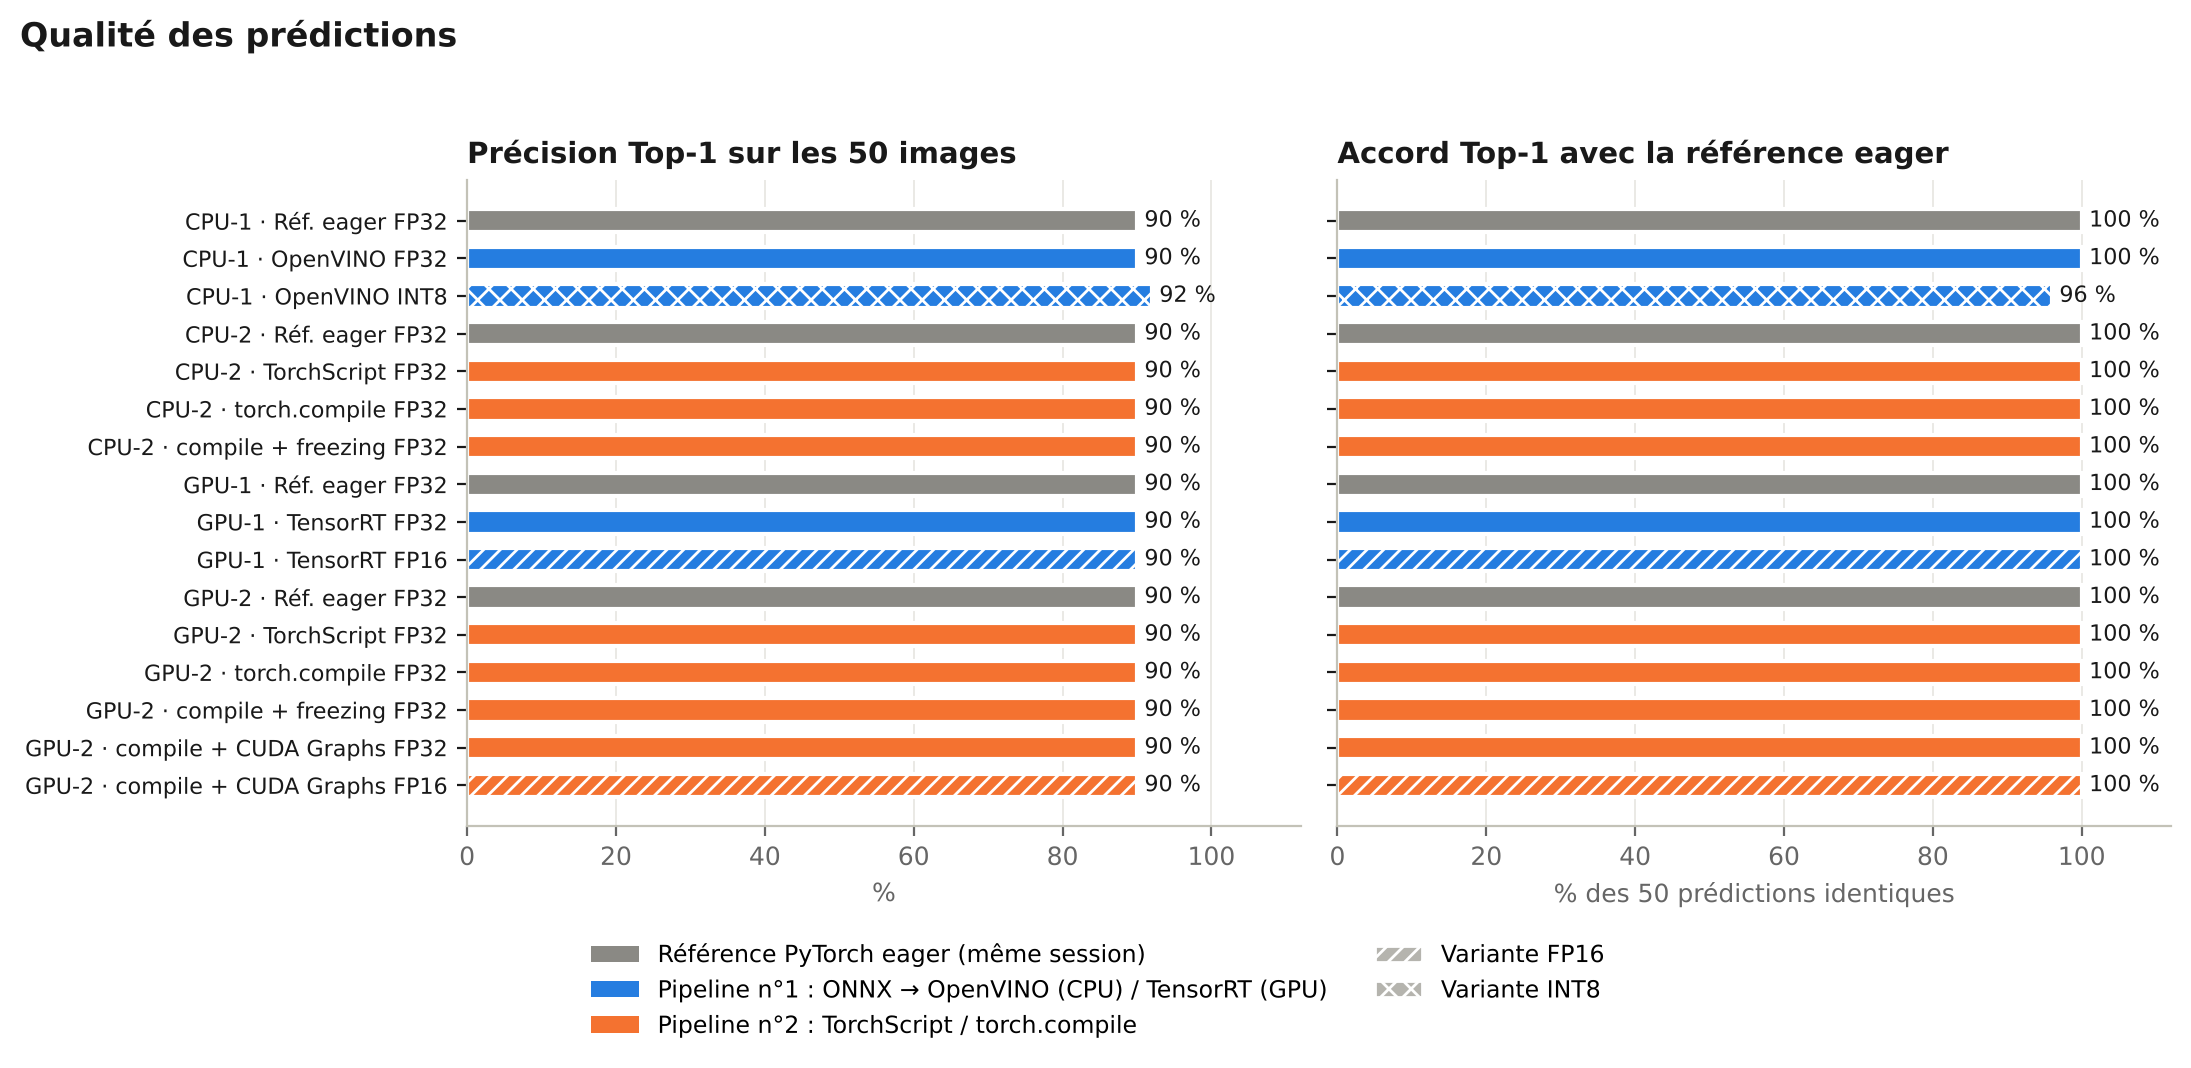 Qualité des prédictions
Précision Top-1 sur les 50 images
CPU-1 · Réf. eager FP32 90 %
CPU-1 · OpenVINO FP32 90 %
CPU-1 · OpenVINO INT8 92 %
CPU-2 · Réf. eager FP32 90 %
CPU-2 · TorchScript FP32 90 %
CPU-2 · torch.compile FP32 90 %
CPU-2 · compile + freezing FP32 90 %
GPU-1 · Réf. eager FP32 90 %
GPU-1 · TensorRT FP32 90 %
GPU-1 · TensorRT FP16 90 %
GPU-2 · Réf. eager FP32 90 %
GPU-2 · TorchScript FP32 90 %
GPU-2 · torch.compile FP32 90 %
GPU-2 · compile + freezing FP32 90 %
GPU-2 · compile + CUDA Graphs FP32 90 %
GPU-2 · compile + CUDA Graphs FP16 90 %
0 20 40 60 80 100
%
Accord Top-1 avec la référence eager
100 %
100 %
96 %
100 %
100 %
100 %
100 %
100 %
100 %
100 %
100 %
100 %
100 %
100 %
100 %
100 %
0 20 40 60 80 100
% des 50 prédictions identiques
Référence PyTorch eager (même session)
Pipeline n°1 : ONNX → OpenVINO (CPU) / TensorRT (GPU)
Pipeline n°2 : TorchScript / torch.compile
Variante FP16
Variante INT8